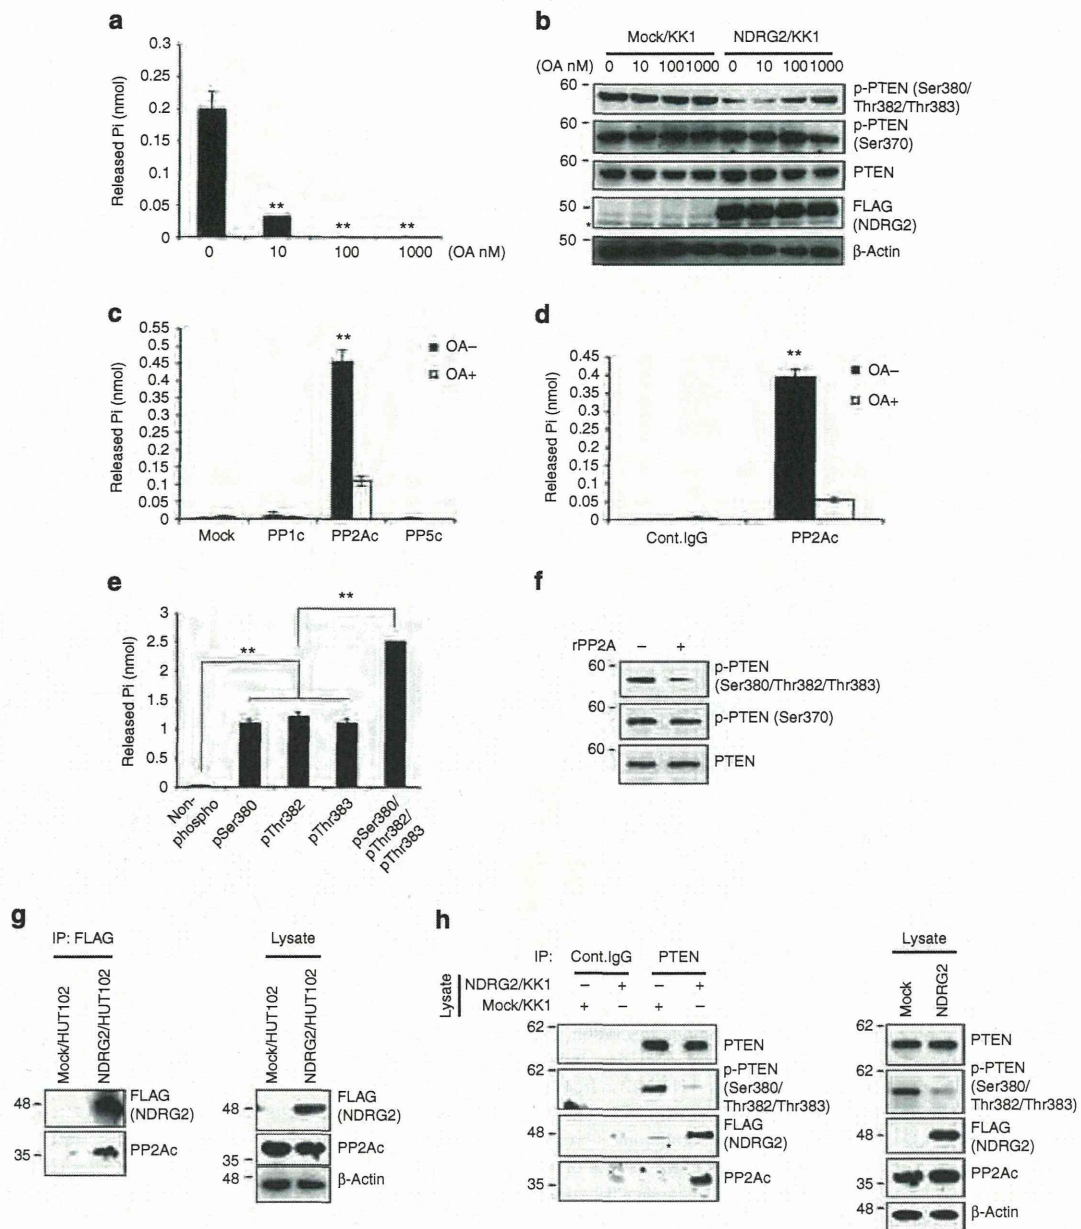 a
0.3
0.25
0.2
0.15
0.1
0.05
0
Released Pi (nmol)
** ** **
0 10 100 1000 (OA nM)
b
Mock/KK1 NDRG2/KK1
(OA nM) 0 10 100 1000 0 10 100 1000
60
p-PTEN (Ser380/
Thr382/Thr383)
60
p-PTEN
(Ser370)
60
PTEN
50
*
FLAG
(NDRG2)
50
β-Actin
c
0.55
0.5
0.45
0.4
0.35
0.3
0.25
0.2
0.15
0.1
0.05
0
Released Pi (nmol)
**
OA–
OA+
Mock PP1c PP2Ac PP5c
d
0.45
0.4
0.35
0.3
0.25
0.2
0.15
0.1
0.05
0
Released Pi (nmol)
**
OA–
OA+
Cont.IgG PP2Ac
e
3
2.5
2
1.5
1
0.5
0
Released Pi (nmol)
**
**
Non-
phospho
pSer380
pThr382
pThr383
pSer380/
pThr382/
pThr383
f
rPP2A – +
60
p-PTEN
(Ser380/Thr382/Thr383)
60
p-PTEN (Ser370)
60
PTEN
g
IP: FLAG
Mock/HUT102
NDRG2/HUT102
48
FLAG
(NDRG2)
35
PP2Ac
Lysate
Mock/HUT102
NDRG2/HUT102
48
FLAG
(NDRG2)
35
PP2Ac
48
β-Actin
h
IP: Cont.IgG PTEN
Lysate
NDRG2/KK1 – + – +
Mock/KK1 + – + –
62
PTEN
62
p-PTEN
(Ser380/
Thr382/Thr383)
48
*
FLAG
(NDRG2)
35
PP2Ac
Lysate
Mock
NDRG2
62
PTEN
62
p-PTEN
(Ser380/
Thr382/Thr383)
48
FLAG
(NDRG2)
35
PP2Ac
48
β-Actin